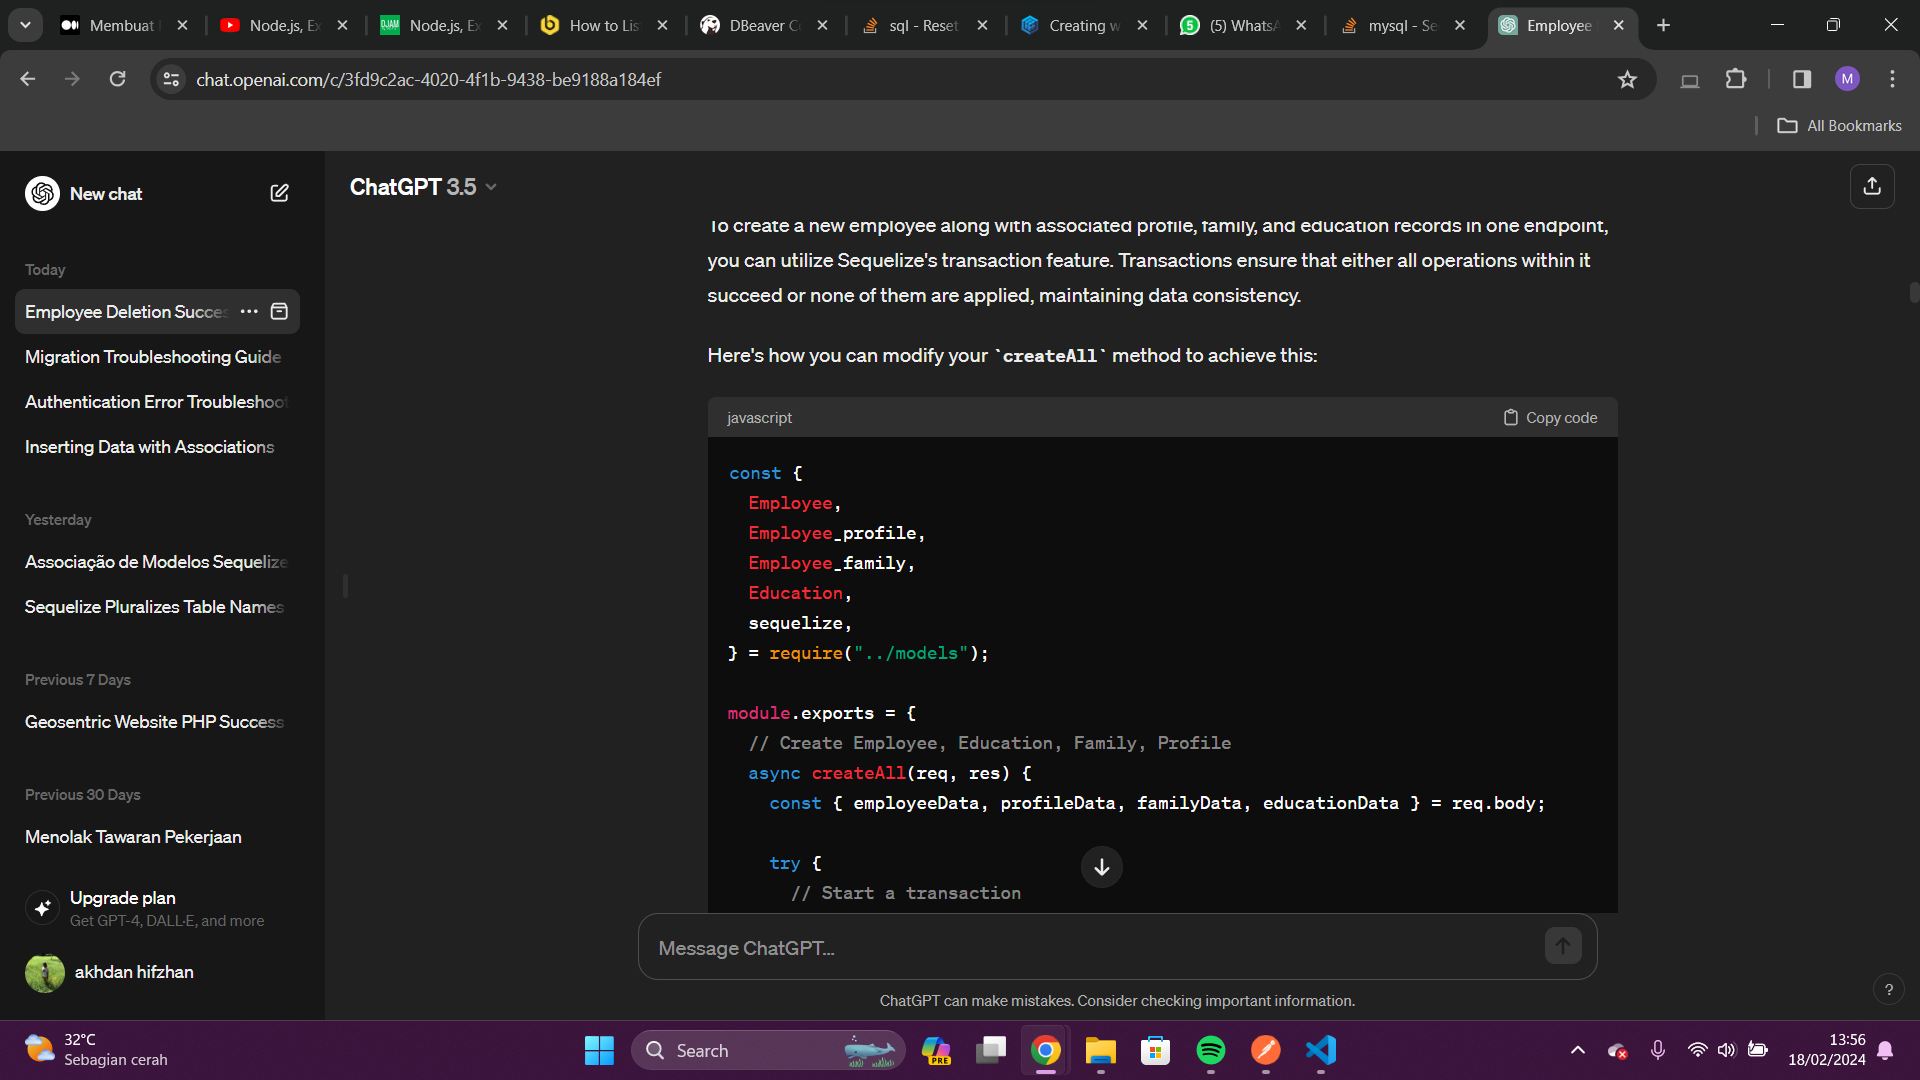 Membuat
Node.js, Ex
Node.js, Ex
How to Lis
DBeaver C
sql - Reset
Creating w
(5) WhatsA
mysql - Se
Employee
chat.openai.com/c/3fd9c2ac-4020-4f1b-9438-be9188a184ef
M
All Bookmarks
New chat
Today
Employee Deletion Succes
Migration Troubleshooting Guide
Authentication Error Troubleshoot
Inserting Data with Associations
Yesterday
Associação de Modelos Sequelize
Sequelize Pluralizes Table Names
Previous 7 Days
Geosentric Website PHP Success
Previous 30 Days
Menolak Tawaran Pekerjaan
Upgrade plan
Get GPT-4, DALL·E, and more
akhdan hifzhan
ChatGPT 3.5
To create a new employee along with associated profile, family, and education records in one endpoint,
you can utilize Sequelize's transaction feature. Transactions ensure that either all operations within it
succeed or none of them are applied, maintaining data consistency.
Here's how you can modify your `createAll` method to achieve this:
javascript
Copy code
const {
Employee,
Employee_profile,
Employee_family,
Education,
sequelize,
} = require("../models");
module.exports = {
// Create Employee, Education, Family, Profile
async createAll(req, res) {
const { employeeData, profileData, familyData, educationData } = req.body;
try {
// Start a transaction
Message ChatGPT...
ChatGPT can make mistakes. Consider checking important information.
?
32°C
Sebagian cerah
Search
PRE
13:56
18/02/2024